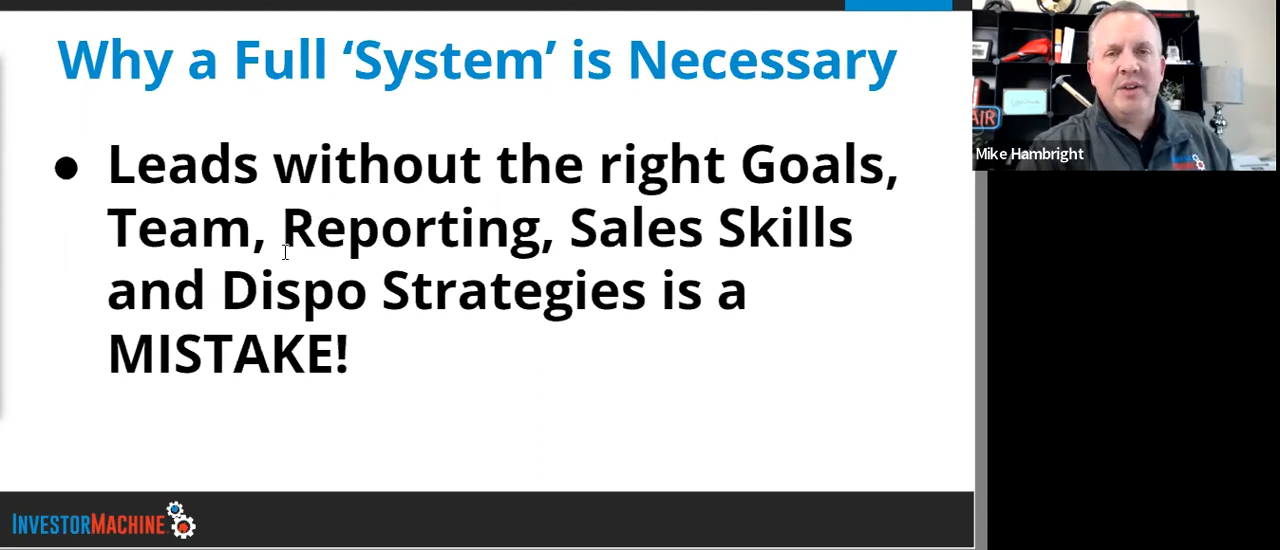 Why a Full ‘System’ is Necessary
● Leads without the right Goals,
Team, Reporting, Sales Skills
and Dispo Strategies is a
MISTAKE!
INVESTORMACHINE
AIR
Mike Hambright